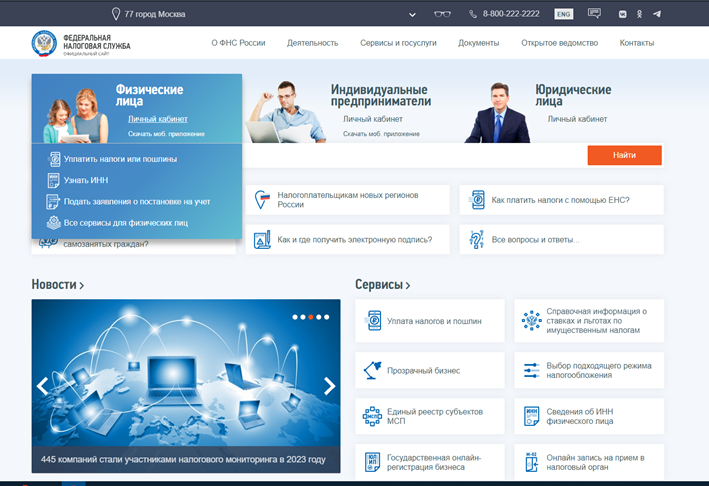 77 город Москва
8-800-222-2222
ENG
ФЕДЕРАЛЬНАЯ
НАЛОГОВАЯ СЛУЖБА
ОФИЦИАЛЬНЫЙ САЙТ
О ФНС России
Деятельность
Сервисы и госуслуги
Документы
Открытое ведомство
Контакты
Физические
лица
Личный кабинет
Скачать моб. приложение
Индивидуальные
предприниматели
Личный кабинет
Скачать моб. приложение
Юридические
лица
Личный кабинет
Уплатить налоги или пошлины
Узнать ИНН
Подать заявления о постановке на учет
Все сервисы для физических лиц
Найти
Налогоплательщикам новых регионов
России
Как платить налоги с помощью ЕНС?
самозанятых граждан?
Как и где получить электронную подпись?
Все вопросы и ответы...
Новости
445 компаний стали участниками налогового мониторинга в 2023 году
Сервисы
Уплата налогов и пошлин
Справочная информация о
ставках и льготах по
имущественным налогам
Прозрачный бизнес
Выбор подходящего режима
налогообложения
МСП
Единый реестр субъектов
МСП
ИНН
Сведения об ИНН
физического лица
ЮЛ
ИП
Государственная онлайн-
регистрация бизнеса
М-02
Онлайн запись на прием в
налоговый орган